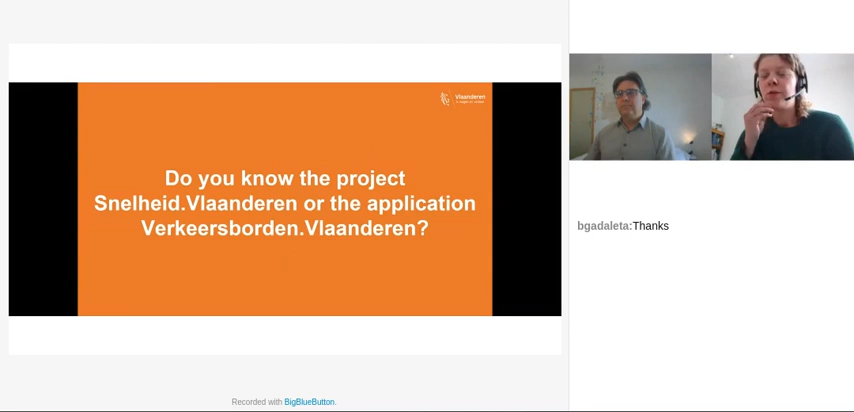 Vlaanderen
Do you know the project
Snelheid.Vlaanderen or the application
Verkeersborden.Vlaanderen?
bgadaleta:Thanks
Recorded with BigBlueButton.